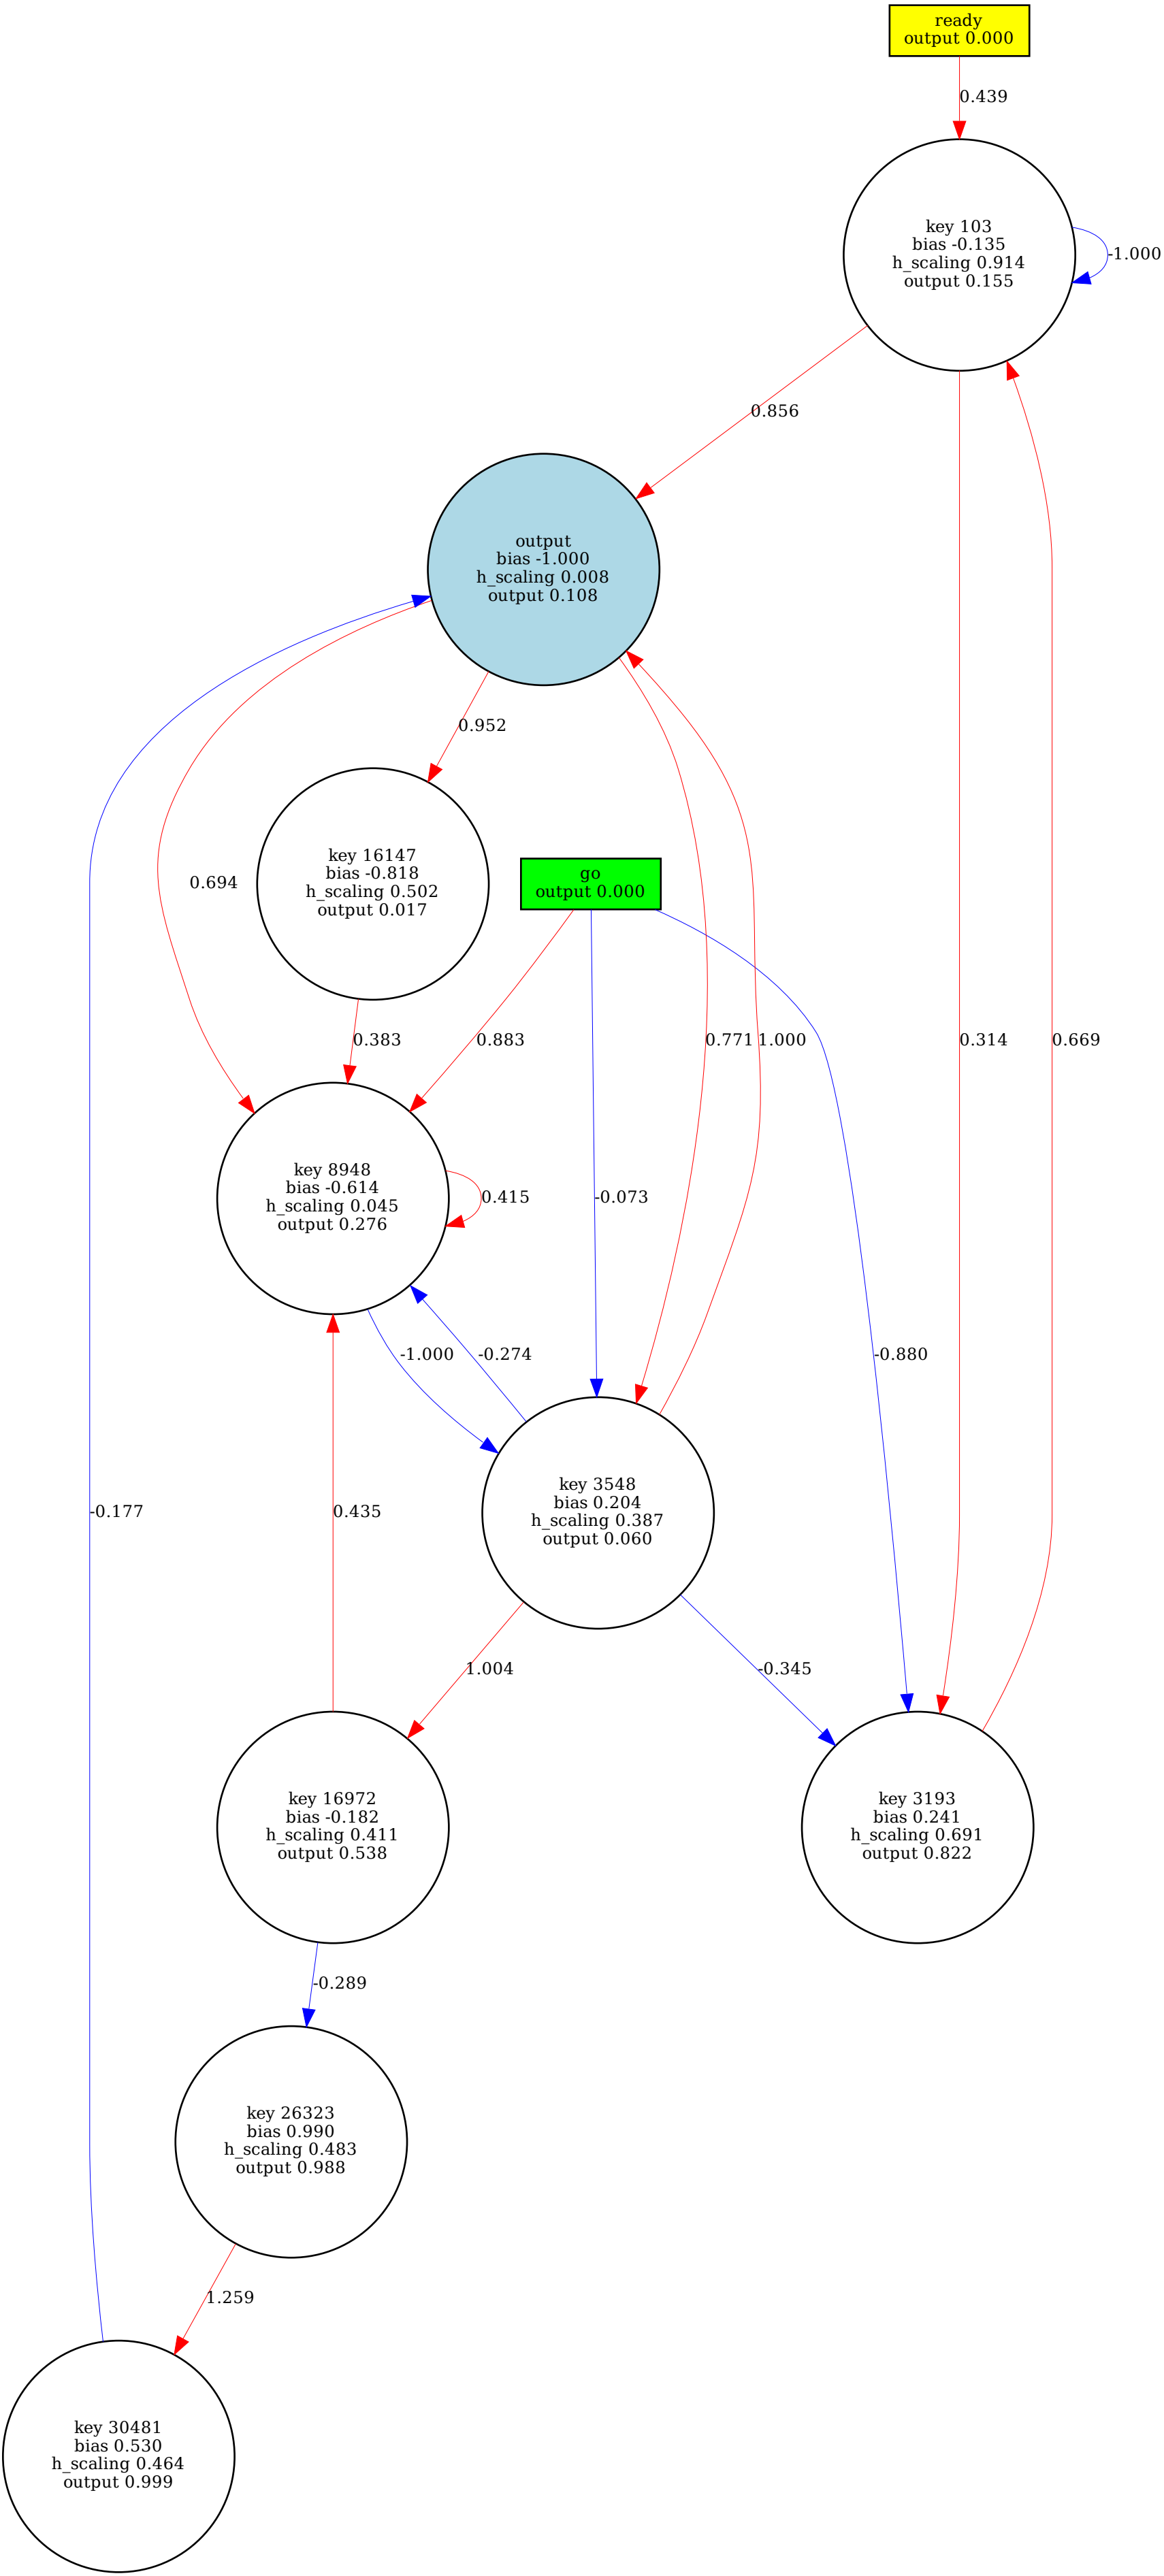 ready
output 0.000
0.439
key 103
bias -0.135
h_scaling 0.914
output 0.155
-1.000
0.856
output
bias -1.000
h_scaling 0.008
output 0.108
0.952
key 16147
bias -0.818
h_scaling 0.502
output 0.017
go
output 0.000
0.694
0.383
0.883
0.771
1.000
0.314
0.669
key 8948
bias -0.614
h_scaling 0.045
output 0.276
0.415
-0.073
-1.000
-0.274
-0.880
key 3548
bias 0.204
h_scaling 0.387
output 0.060
-0.177
0.435
1.004
-0.345
key 16972
bias -0.182
h_scaling 0.411
output 0.538
key 3193
bias 0.241
h_scaling 0.691
output 0.822
-0.289
key 26323
bias 0.990
h_scaling 0.483
output 0.988
1.259
key 30481
bias 0.530
h_scaling 0.464
output 0.999